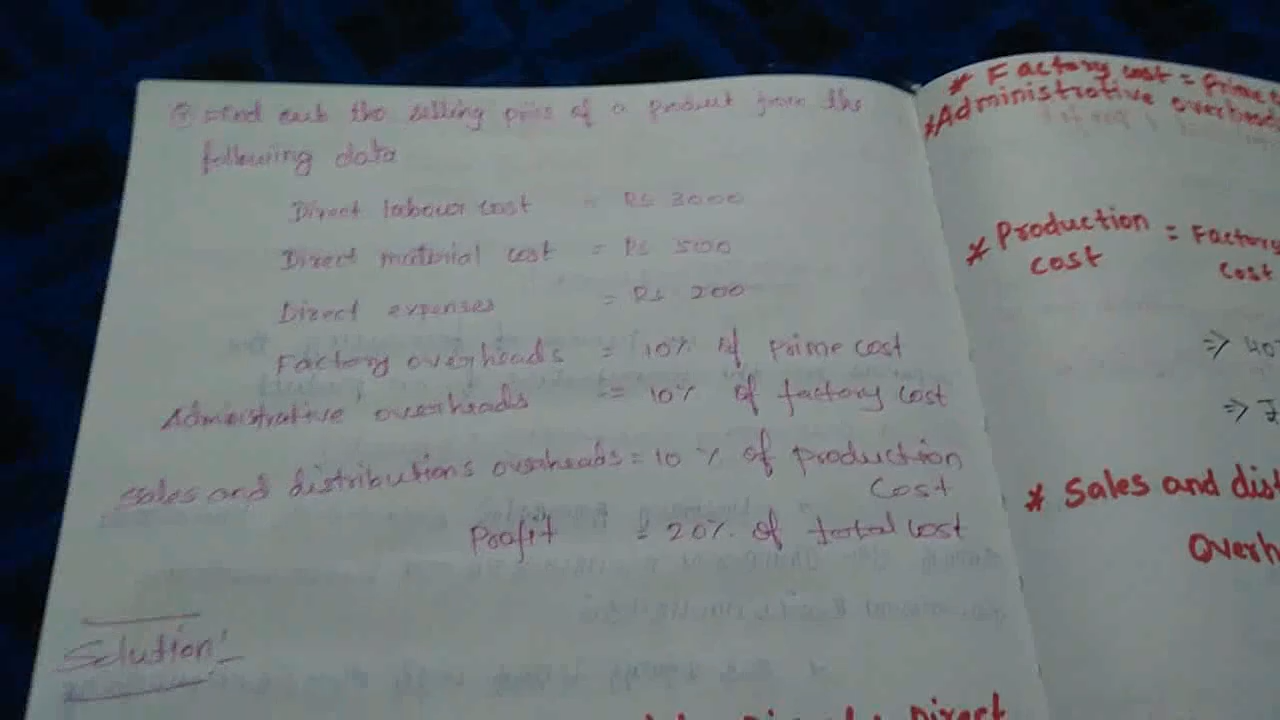 Find out the selling price of a product from the
following data
Direct labour cost = Rs 3000
Direct material cost = Rs 500
Direct expenses = Rs 200
Factory overheads = 10% of prime cost
Administrative overheads = 10% of factory cost
Sales and distributions overheads = 10% of production
cost
Profit = 20% of total cost
Solution:-
* Factory cost = Prime
*Administrative overhead
* Production = Factory
cost cost
⇒ 40
⇒
* Sales and dist
Overh
Direct